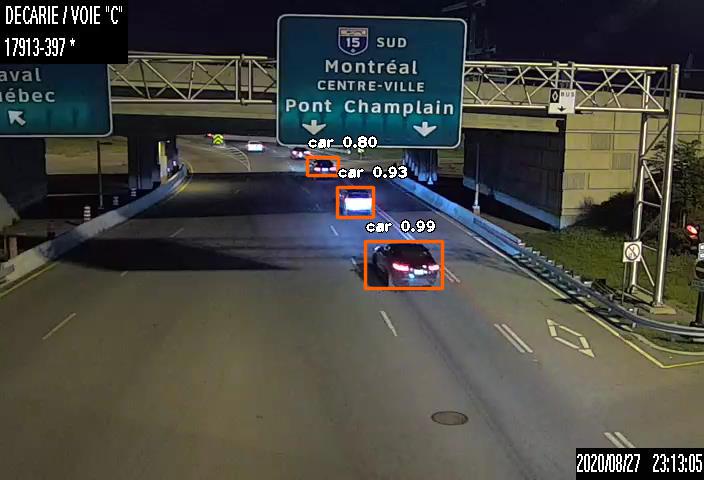 DECARIE / VOIE "C"
17913-397 *
aval
ébec
15 SUD
Montréal
CENTRE-VILLE
Pont Champlain
BUS
car 0.80
car 0.93
car 0.99
2020/08/27 23:13:05